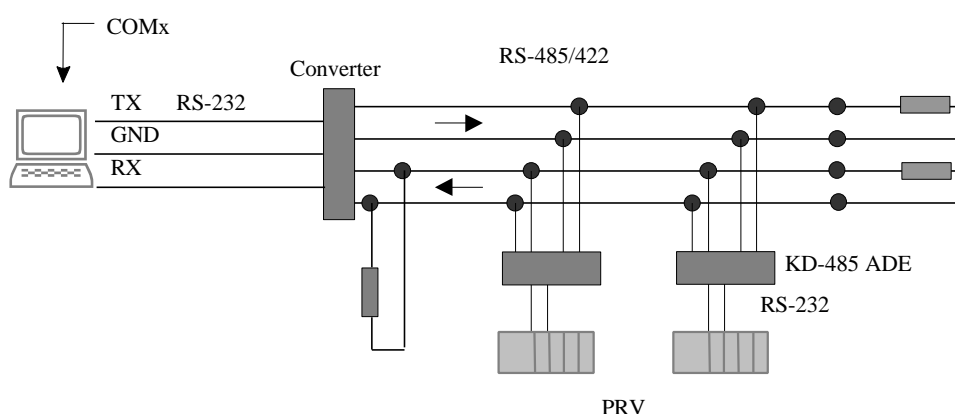 COMx
RS-485/422
Converter
TX RS-232
GND
RX
KD-485 ADE
RS-232
PRV